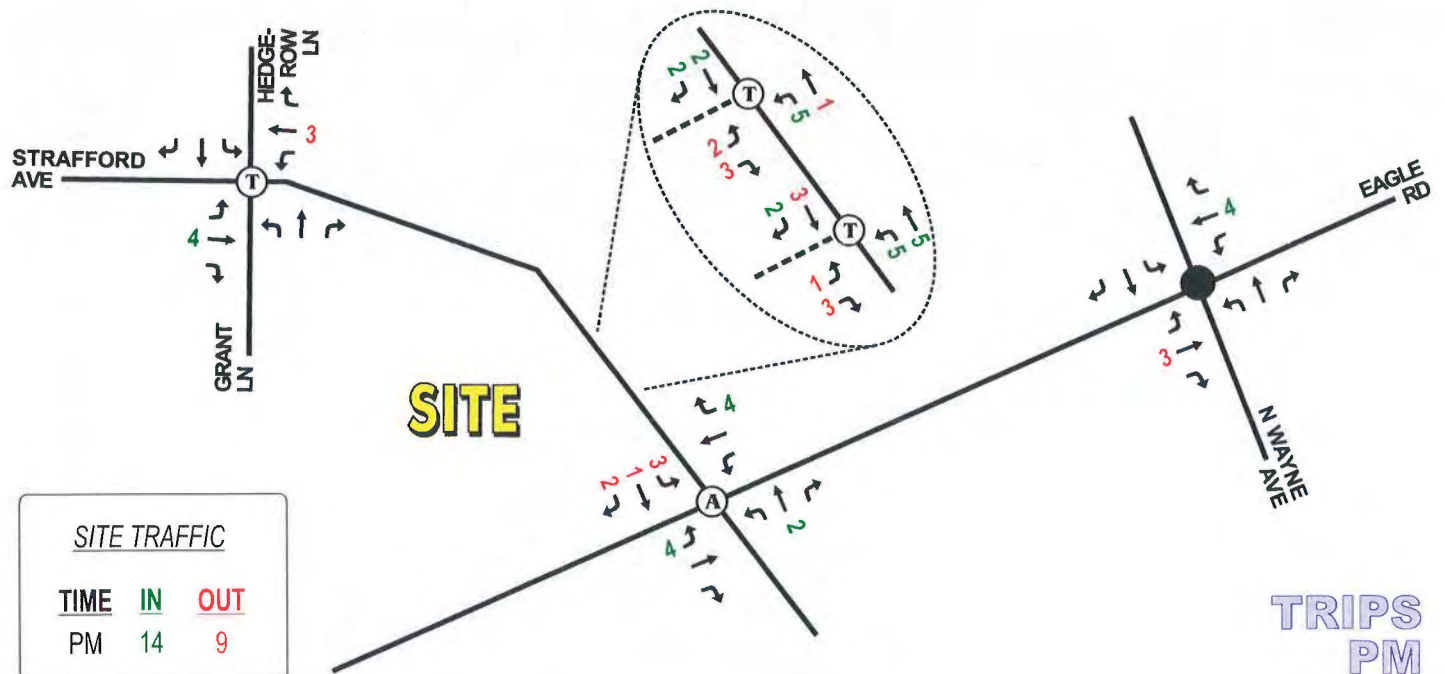 HEDGE-
ROW
LN
3
STRAFFORD
AVE
T
4
GRANT
LN
2
2
T
1
5
2
3
3
2
T
5
5
1
3
EAGLE
RD
4
3
N WAYNE
AVE
SITE
4
3
1
2
A
2
4
SITE TRAFFIC
TIME IN OUT
PM 14 9
TRIPS
PM